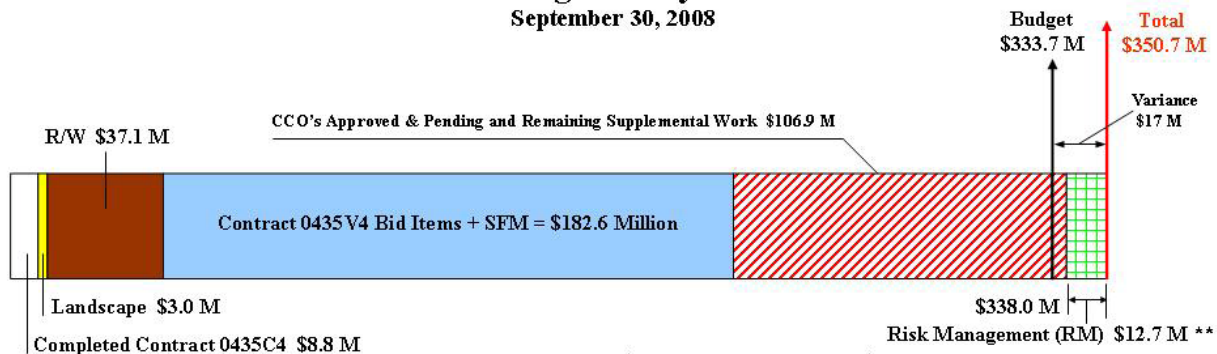 September 30, 2008
Budget
$333.7 M
Total
$350.7 M
Variance
$17 M
CCO's Approved & Pending and Remaining Supplemental Work $106.9 M
R/W $37.1 M
Contract 0435V4 Bid Items + SFM = $182.6 Million
Landscape $3.0 M
$338.0 M
Risk Management (RM) $12.7 M **
Completed Contract 0435C4 $8.8 M